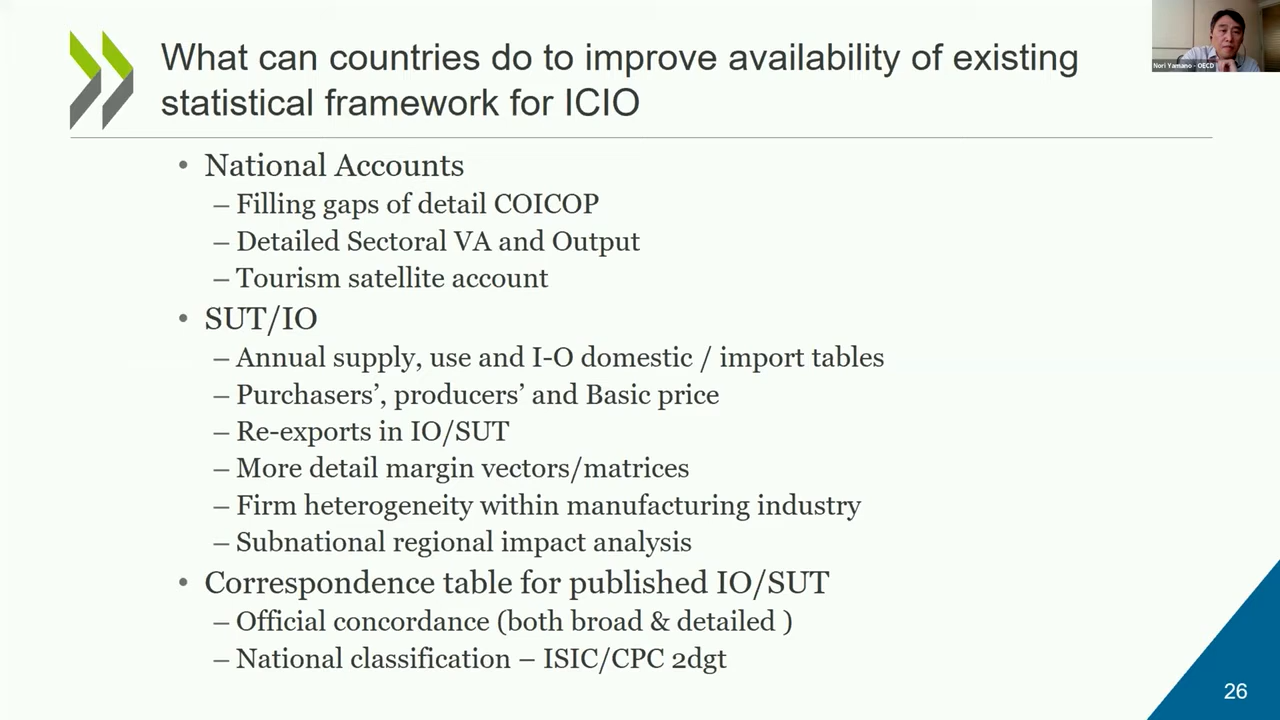 What can countries do to improve availability of existing
statistical framework for ICIO
Nori Yamano - OECD
• National Accounts
– Filling gaps of detail COICOP
– Detailed Sectoral VA and Output
– Tourism satellite account
• SUT/IO
– Annual supply, use and I-O domestic / import tables
– Purchasers’, producers’ and Basic price
– Re-exports in IO/SUT
– More detail margin vectors/matrices
– Firm heterogeneity within manufacturing industry
– Subnational regional impact analysis
• Correspondence table for published IO/SUT
– Official concordance (both broad & detailed )
– National classification – ISIC/CPC 2dgt
26